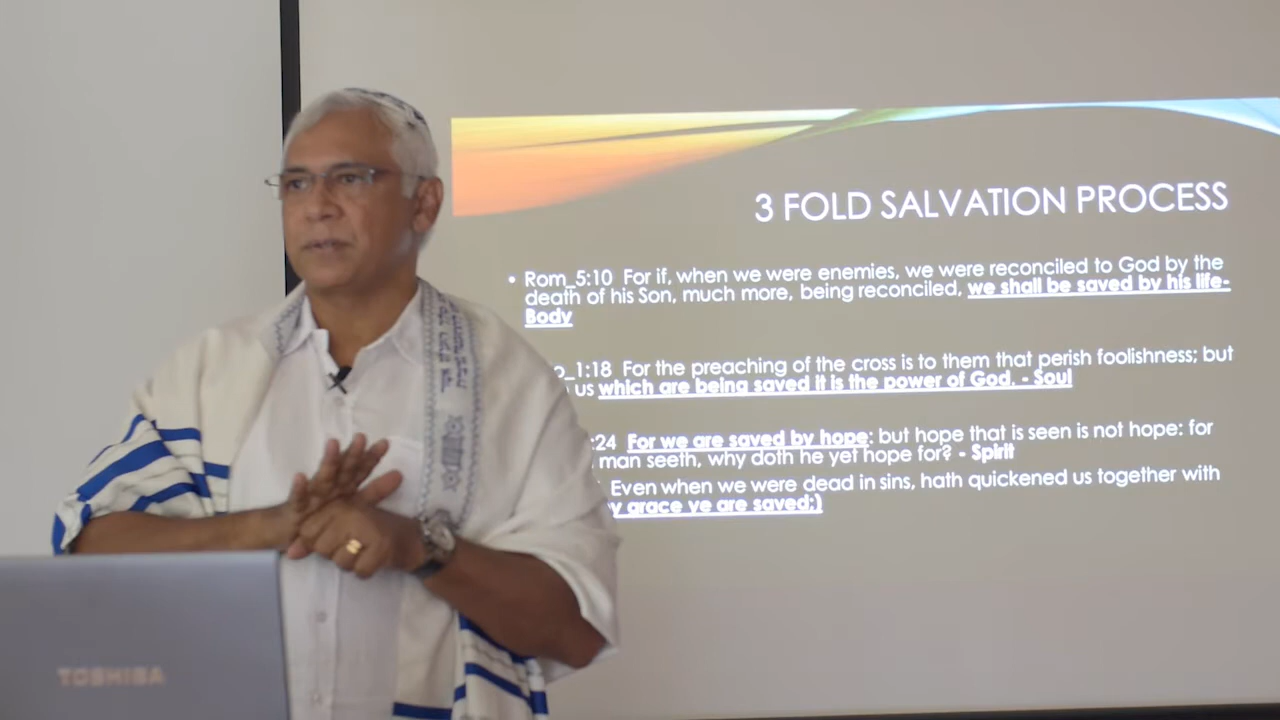 3 FOLD SALVATION PROCESS
• Rom_5:10 For if, when we were enemies, we were reconciled to God by the
death of his Son, much more, being reconciled, we shall be saved by his life-
Body
_1:18 For the preaching of the cross is to them that perish foolishness; but
us which are being saved it is the power of God. - Soul
:24 For we are saved by hope: but hope that is seen is not hope: for
man seeth, why doth he yet hope for? - Spirit
Even when we were dead in sins, hath quickened us together with
grace ye are saved;)
TOSHIBA